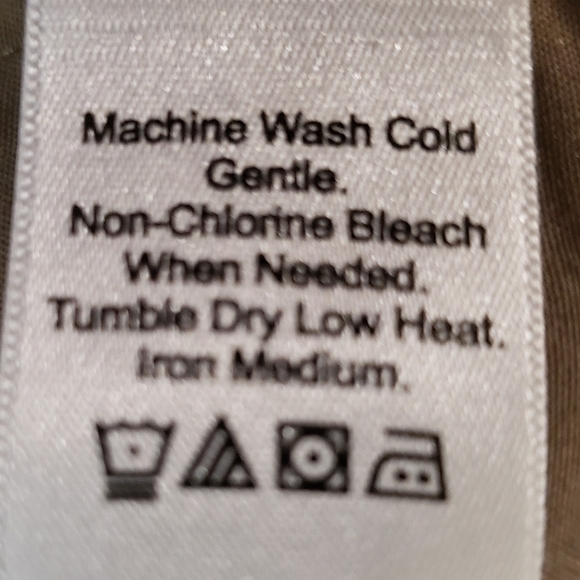 Machine Wash Cold
Gentle.
Non-Chlorine Bleach
When Needed.
Tumble Dry Low Heat.
Iron Medium.